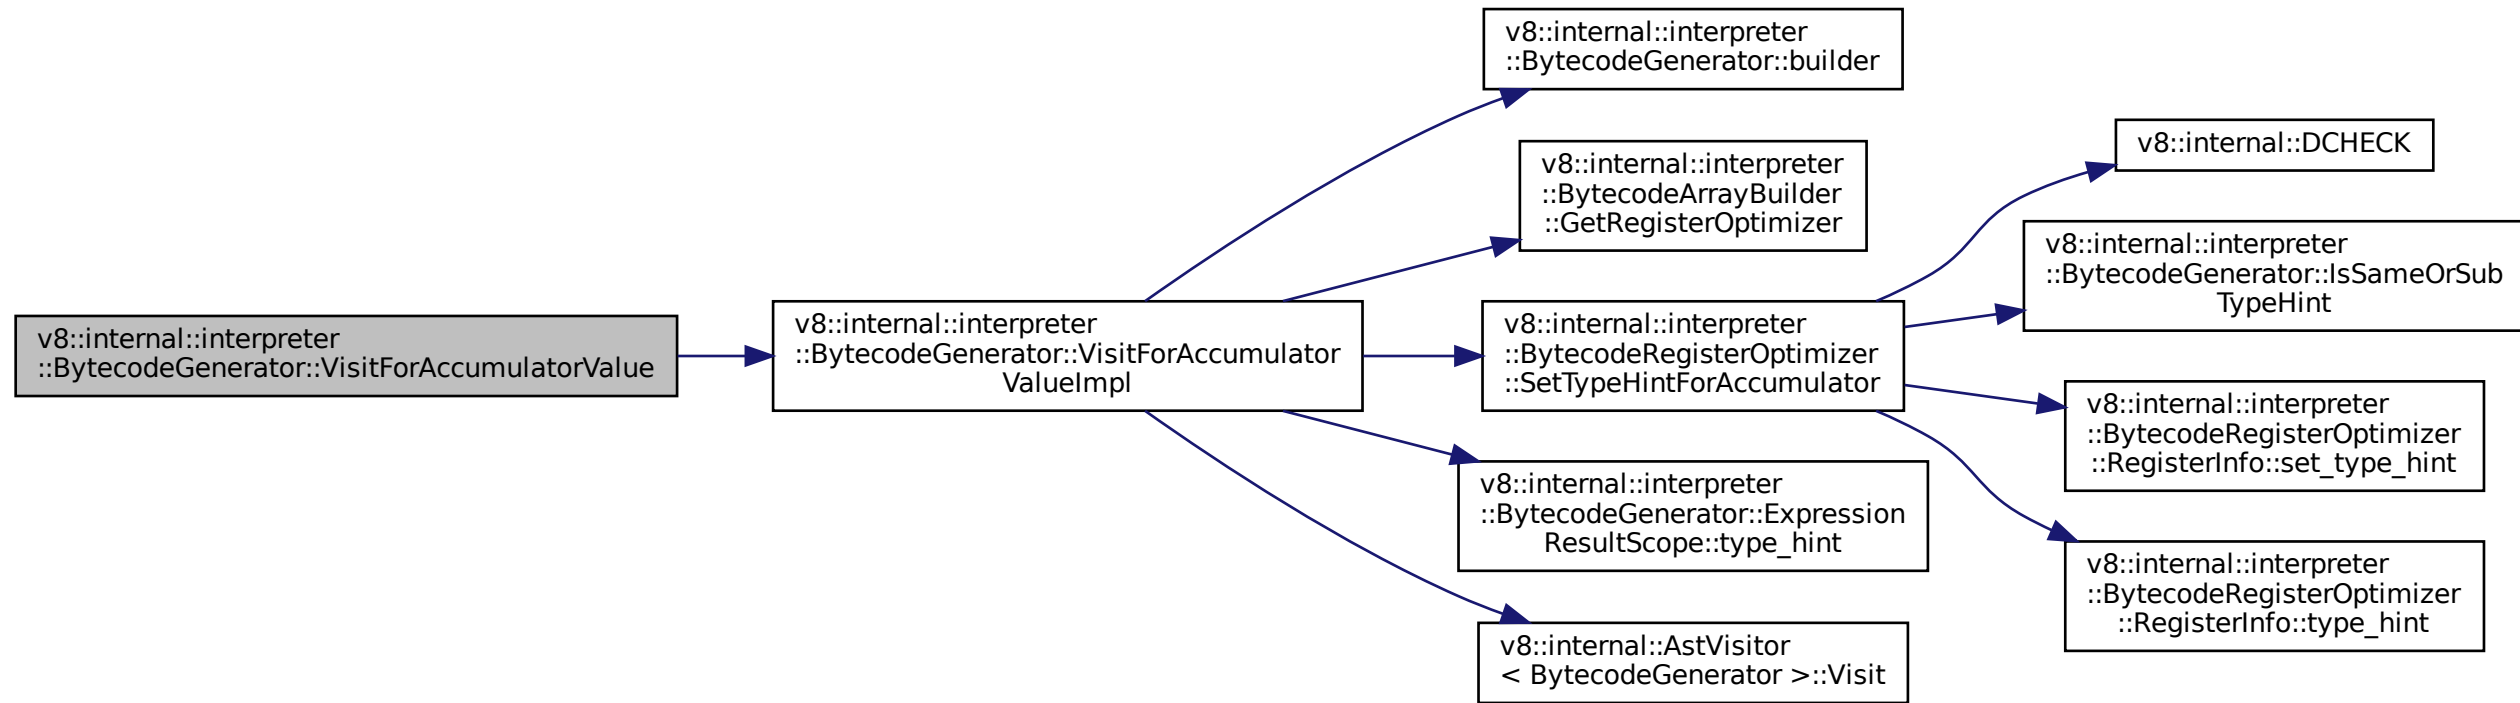 v8::internal::interpreter
::BytecodeGenerator::VisitForAccumulatorValue
v8::internal::interpreter
::BytecodeGenerator::VisitForAccumulator
ValueImpl
v8::internal::interpreter
::BytecodeGenerator::builder
v8::internal::interpreter
::BytecodeArrayBuilder
::GetRegisterOptimizer
v8::internal::interpreter
::BytecodeRegisterOptimizer
::SetTypeHintForAccumulator
v8::internal::interpreter
::BytecodeGenerator::Expression
ResultScope::type_hint
v8::internal::AstVisitor
< BytecodeGenerator >::Visit
v8::internal::DCHECK
v8::internal::interpreter
::BytecodeGenerator::IsSameOrSub
TypeHint
v8::internal::interpreter
::BytecodeRegisterOptimizer
::RegisterInfo::set_type_hint
v8::internal::interpreter
::BytecodeRegisterOptimizer
::RegisterInfo::type_hint